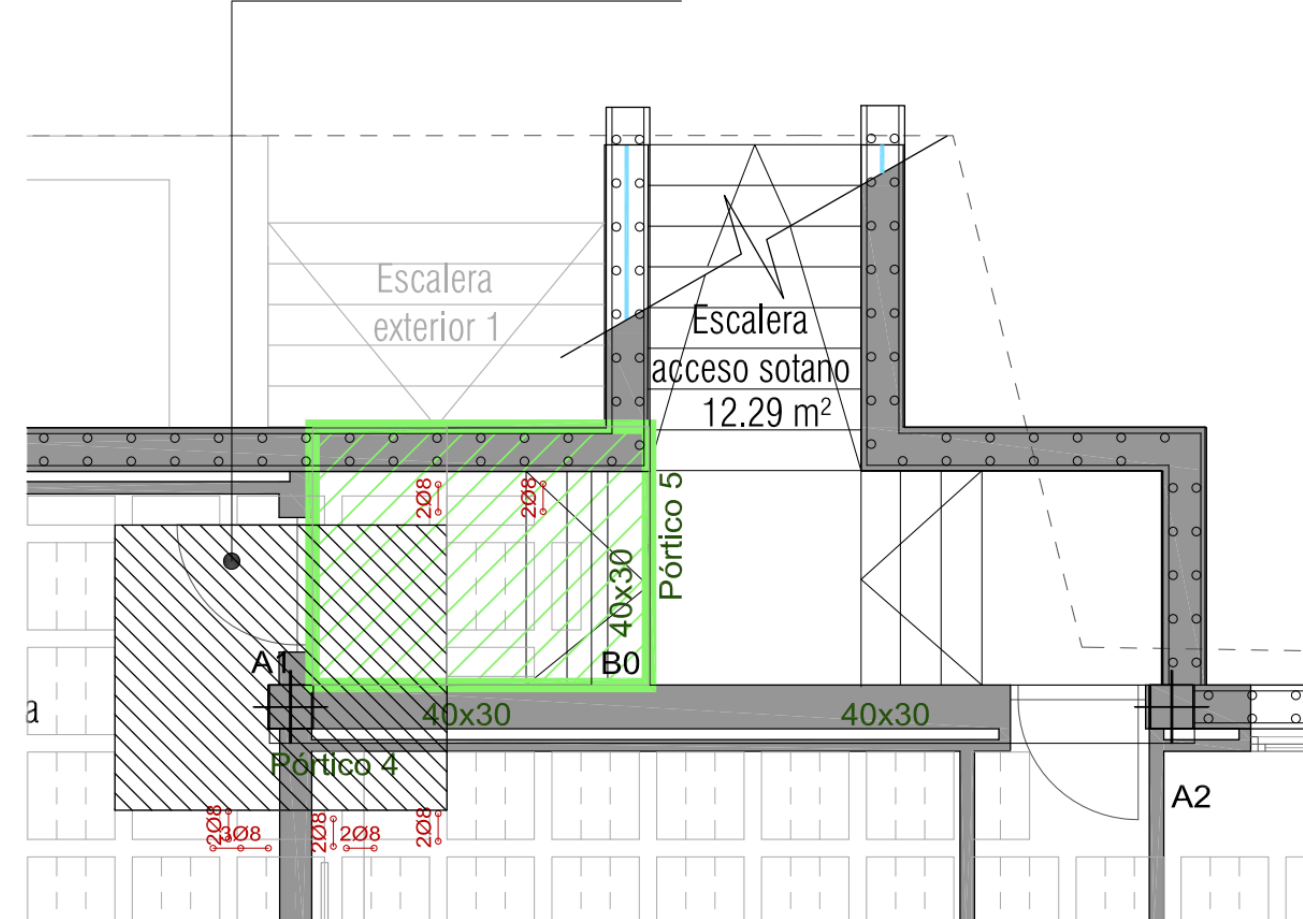 Escalera
exterior 1
Escalera
acceso sotano
12.29 m²
2Ø8
2Ø8
Pórtico 5
40x30
A1
B0
a
40x30
40x30
Pórtico 4
A2
2Ø8
3Ø8
2Ø8
2Ø8
2Ø8